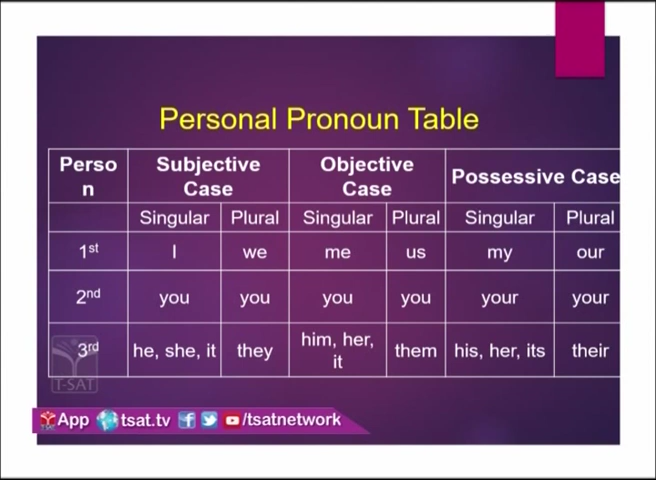 Personal Pronoun Table
Perso
n
Subjective
Case
Objective
Case
Possessive Case
Singular Plural Singular Plural Singular Plural
1st I we me us my our
2nd you you you you your your
3rd he, she, it they him, her,
it them his, her, its their
T-SAT
App tsat.tv /tsatnetwork